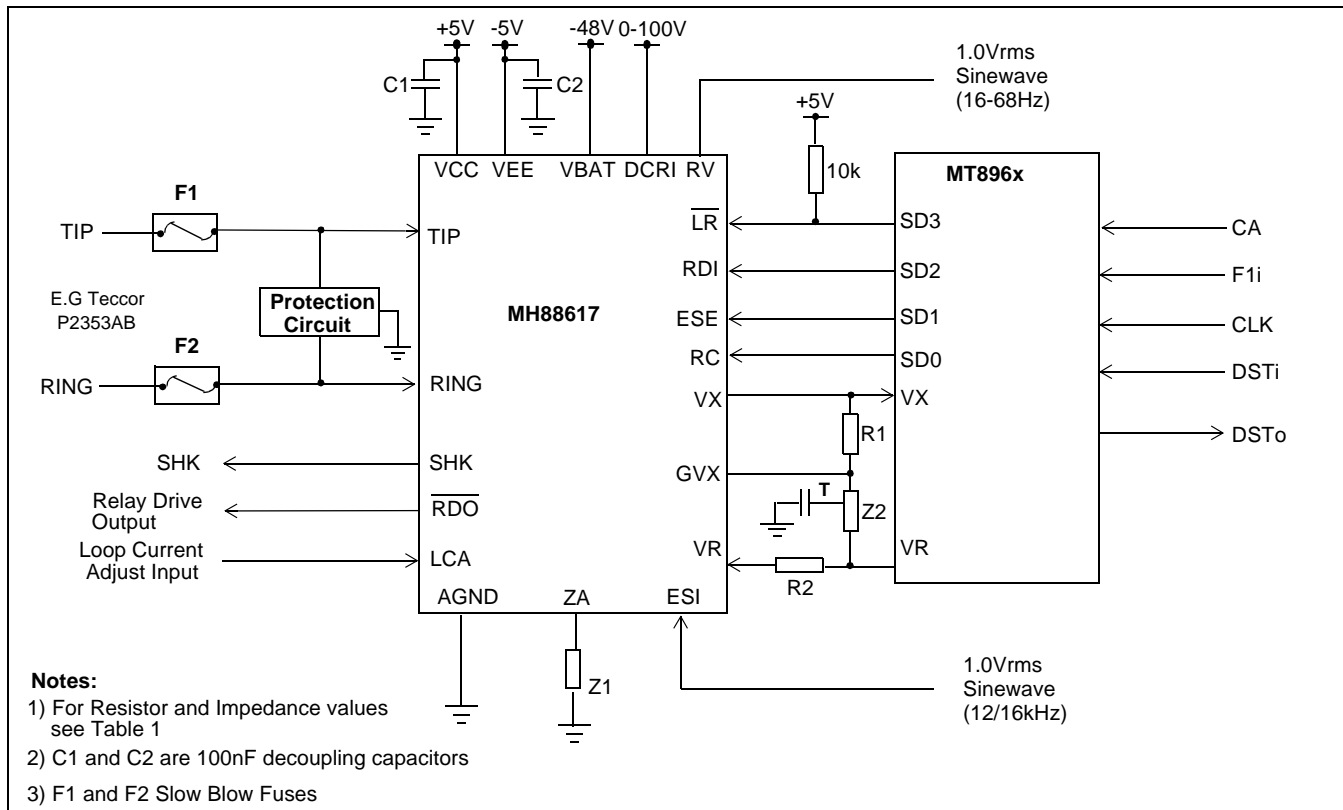 +5V
-5V
-48V
0-100V
1.0Vrms
Sinewave
(16-68Hz)
C1
C2
+5V
10k
VCC
VEE
VBAT
DCRI
RV
MT896x
F1
TIP
TIP
LR
SD3
CA
RDI
SD2
F1i
E.G Teccor
P2353AB
Protection
Circuit
MH88617
ESE
SD1
CLK
F2
RC
SD0
RING
RING
VX
VX
DSTi
R1
DSTo
SHK
SHK
GVX
T
Z2
Relay Drive
Output
RDO
Loop Current
Adjust Input
LCA
VR
VR
R2
AGND
ZA
ESI
Z1
1.0Vrms
Sinewave
(12/16kHz)
Notes:
1) For Resistor and Impedance values
see Table 1
2) C1 and C2 are 100nF decoupling capacitors
3) F1 and F2 Slow Blow Fuses